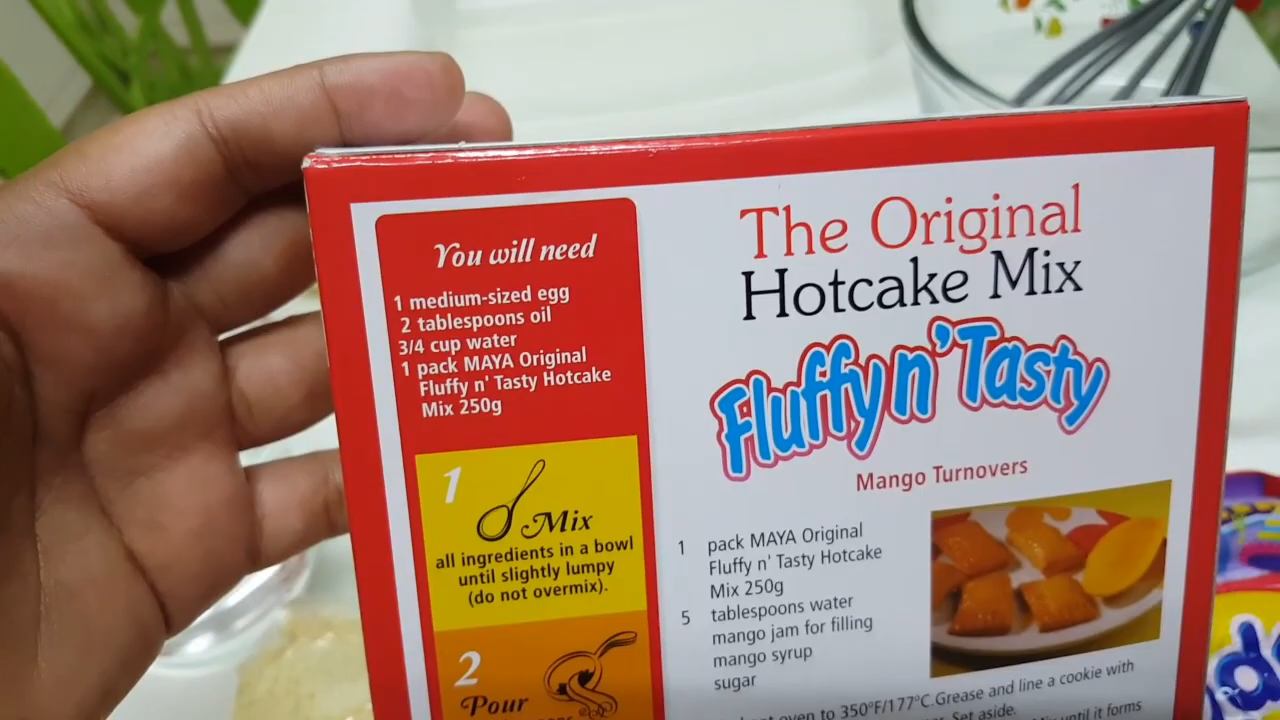 You will need
1 medium-sized egg
2 tablespoons oil
3/4 cup water
1 pack MAYA Original
Fluffy n' Tasty Hotcake
Mix 250g
1
Mix
all ingredients in a bowl
until slightly lumpy
(do not overmix).
2
Pour
The Original
Hotcake Mix
Fluffy n' Tasty
Mango Turnovers
1 pack MAYA Original
Fluffy n' Tasty Hotcake
Mix 250g
5 tablespoons water
mango jam for filling
mango syrup
sugar
oven to 350°F/177°C.Grease and line a cookie with
Set aside.
until it forms